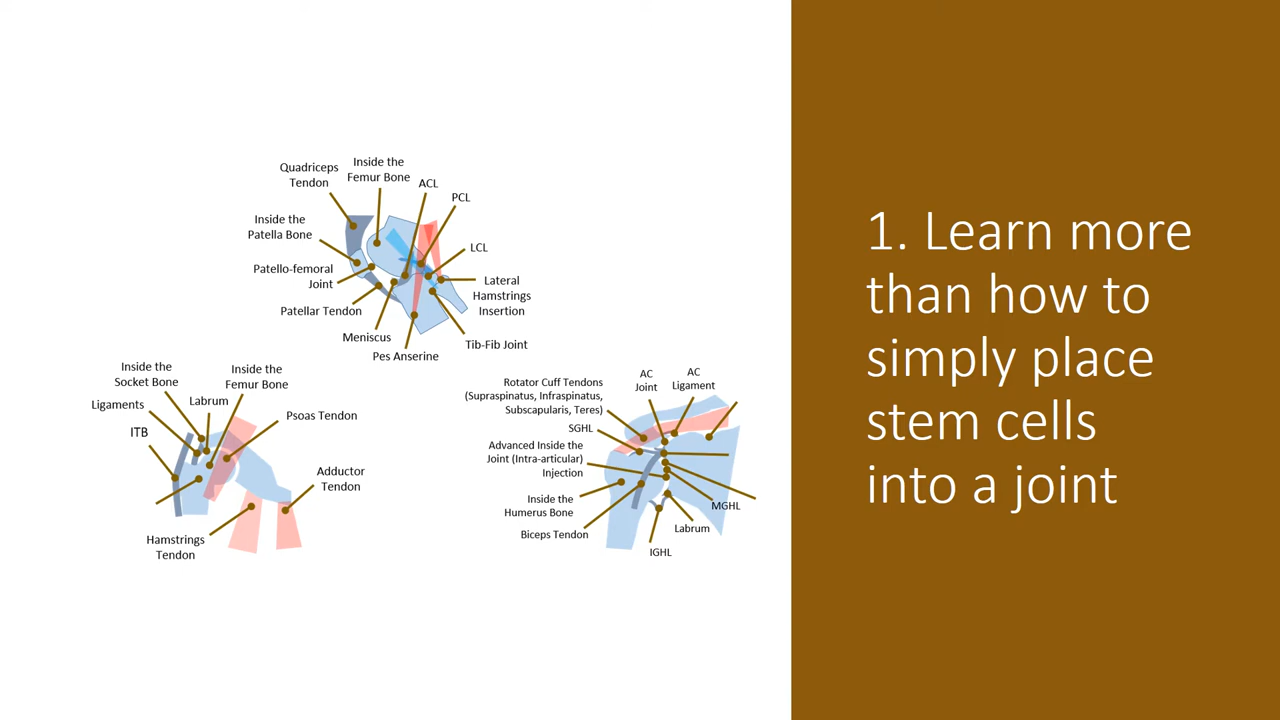 Quadriceps
Tendon
Inside the
Femur Bone
ACL
PCL
Inside the
Patella Bone
LCL
Patello-femoral
Joint
Lateral
Hamstrings
Insertion
Patellar Tendon
Meniscus
Tib-Fib Joint
Pes Anserine
Inside the
Socket Bone
Inside the
Femur Bone
Ligaments
Labrum
Psoas Tendon
ITB
Adductor
Tendon
Hamstrings
Tendon
Rotator Cuff Tendons
(Supraspinatus, Infraspinatus,
Subscapularis, Teres)
AC
Joint
AC
Ligament
SGHL
Advanced Inside the
Joint (Intra-articular)
Injection
Inside the
Humerus Bone
MGHL
Biceps Tendon
Labrum
IGHL
1. Learn more
than how to
simply place
stem cells
into a joint